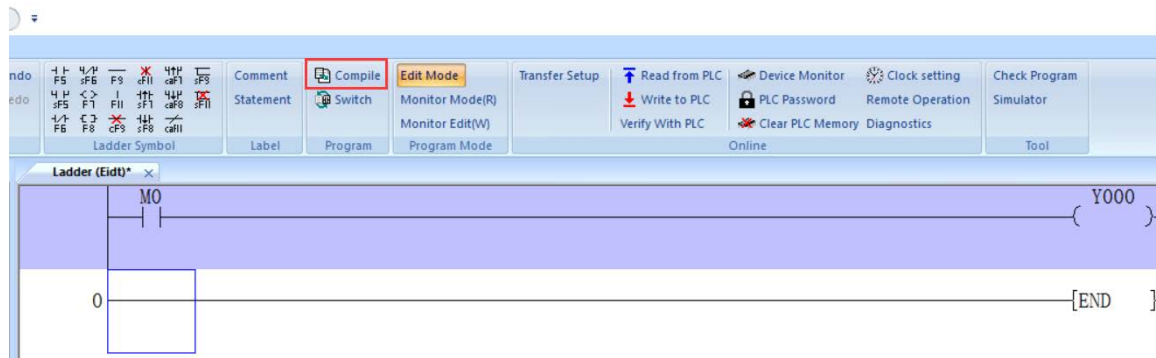 ndo F5 sF6 F9 cF11 caF1 sF9 Comment Compile Edit Mode Transfer Setup Read from PLC Device Monitor Clock setting Check Program
edo sF5 F7 F11 sF7 caF8 Statement Switch Monitor Mode(R) Write to PLC PLC Password Remote Operation Simulator
F6 F8 cF9 sF8 caF11 Monitor Edit(W) Verify With PLC Clear PLC Memory Diagnostics
Ladder Symbol Label Program Program Mode Online Tool
Ladder (Eidt)*
M0 Y000
0 END